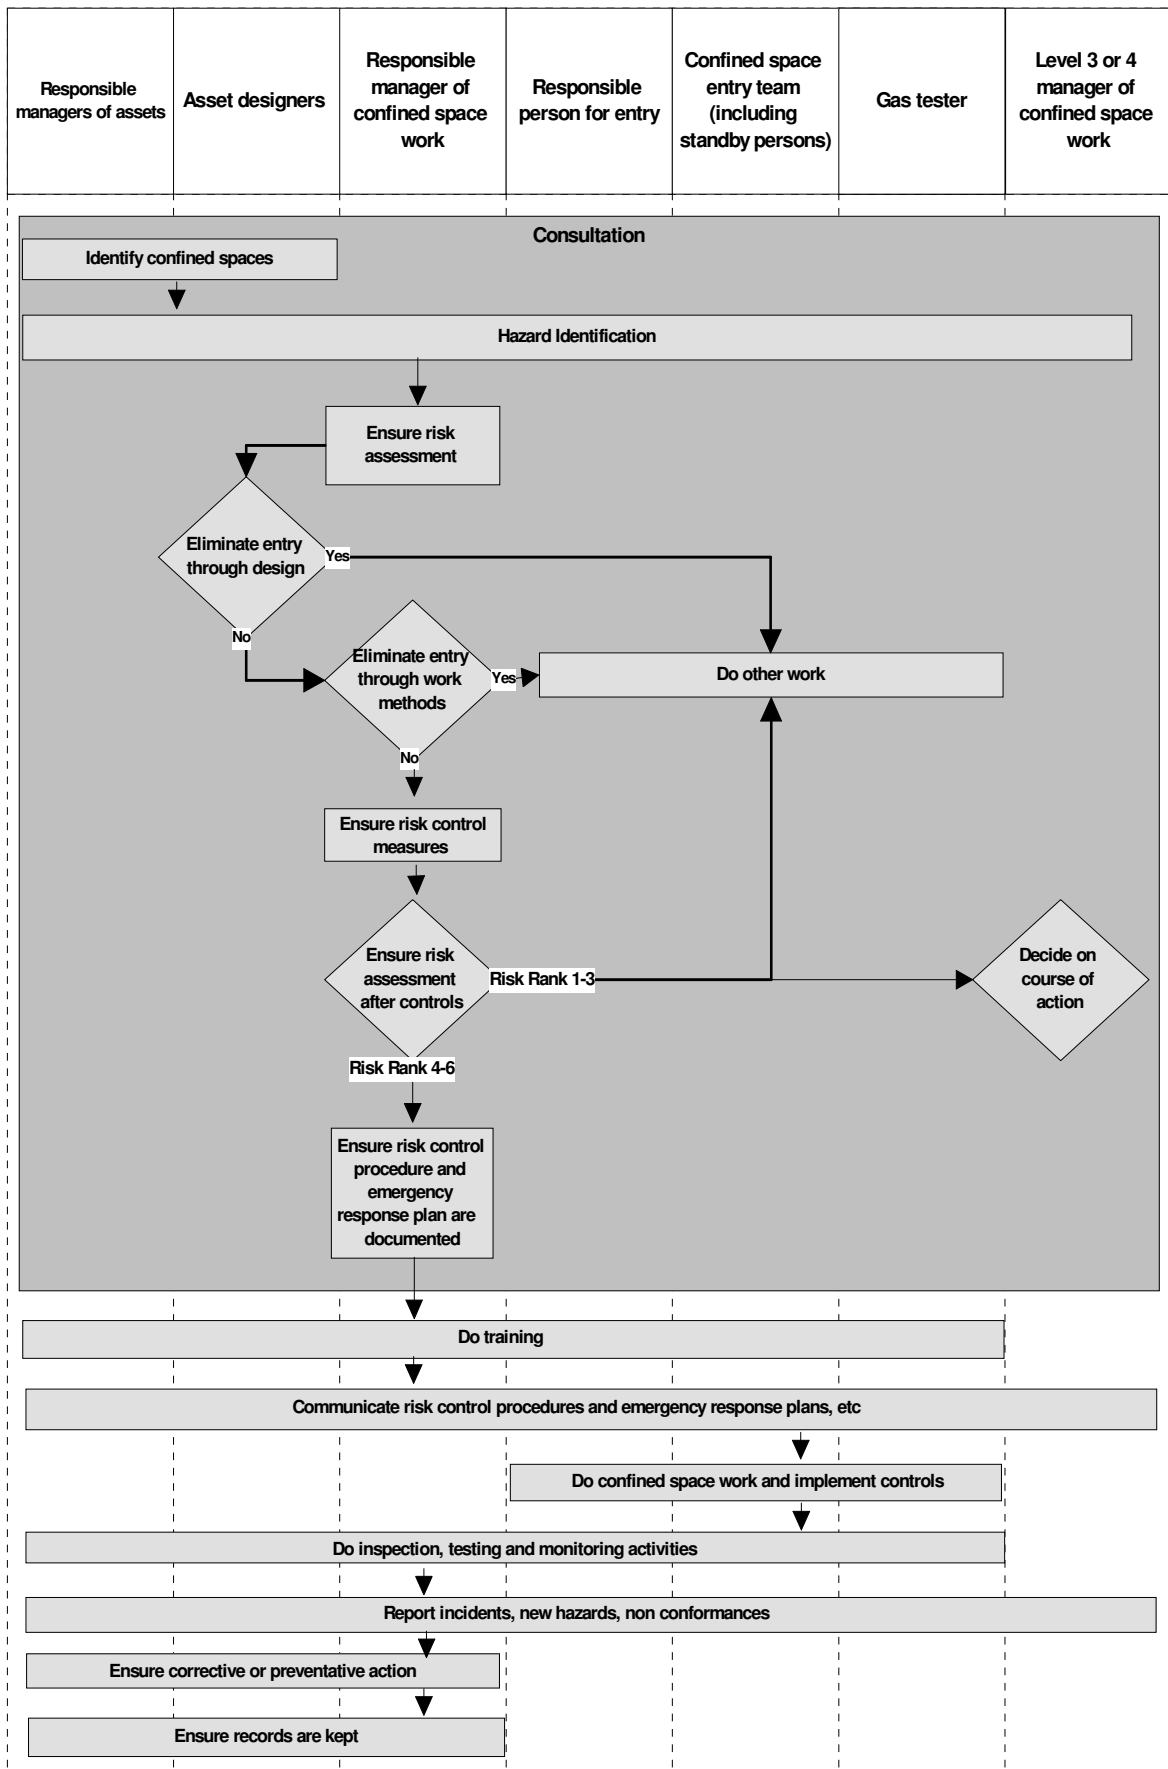 Responsible
managers of assets
Asset designers
Responsible
manager of
confined space
work
Responsible
person for entry
Confined space
entry team
(including
standby persons)
Gas tester
Level 3 or 4
manager of
confined space
work
Consultation
Identify confined spaces
Hazard Identification
Ensure risk
assessment
Eliminate entry
through design
Yes
No
Eliminate entry
through work
methods
Yes
Do other work
No
Ensure risk control
measures
Ensure risk
assessment
after controls
Risk Rank 1-3
Decide on
course of
action
Risk Rank 4-6
Ensure risk control
procedure and
emergency
response plan are
documented
Do training
Communicate risk control procedures and emergency response plans, etc
Do confined space work and implement controls
Do inspection, testing and monitoring activities
Report incidents, new hazards, non conformances
Ensure corrective or preventative action
Ensure records are kept